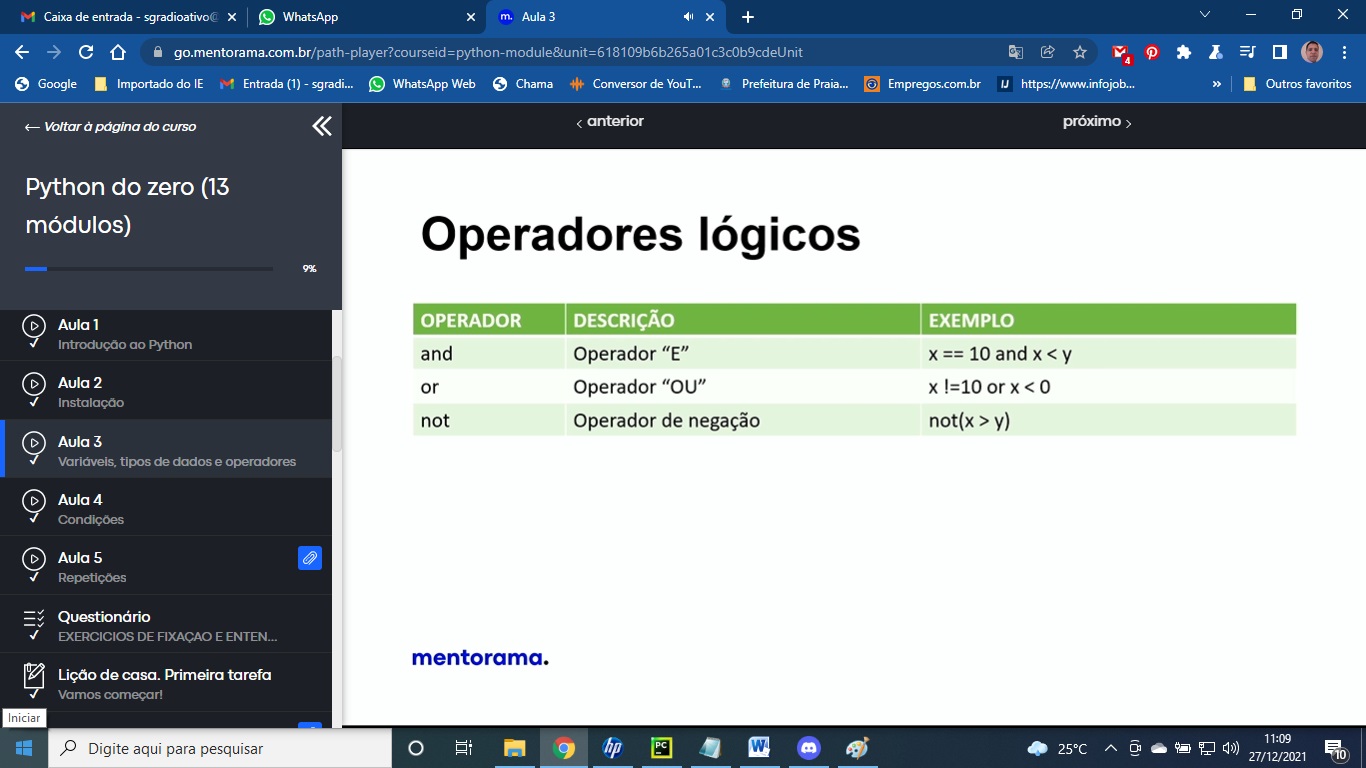 Caixa de entrada - sgradioativo@
WhatsApp
Aula 3
go.mentorama.com.br/path-player?courseid=python-module&unit=618109b6b265a01c3c0b9cdeUnit
4
Google
Importado do IE
Entrada (1) - sgradi...
WhatsApp Web
Chama
Conversor de YouT...
Prefeitura de Praia...
Empregos.com.br
https://www.infojob...
»
Outros favoritos
← Voltar à página do curso
‹ anterior
próximo ›
Python do zero (13
módulos)
9%
Aula 1
Introdução ao Python
Aula 2
Instalação
Aula 3
Variáveis, tipos de dados e operadores
Aula 4
Condições
Aula 5
Repetições
Questionário
EXERCICIOS DE FIXAÇAO E ENTEN...
Lição de casa. Primeira tarefa
Vamos começar!
Iniciar
Operadores lógicos
OPERADOR DESCRIÇÃO EXEMPLO
and Operador “E” x == 10 and x < y
or Operador “OU” x !=10 or x < 0
not Operador de negação not(x > y)
mentorama.
Digite aqui para pesquisar
25°C
11:09
27/12/2021
10